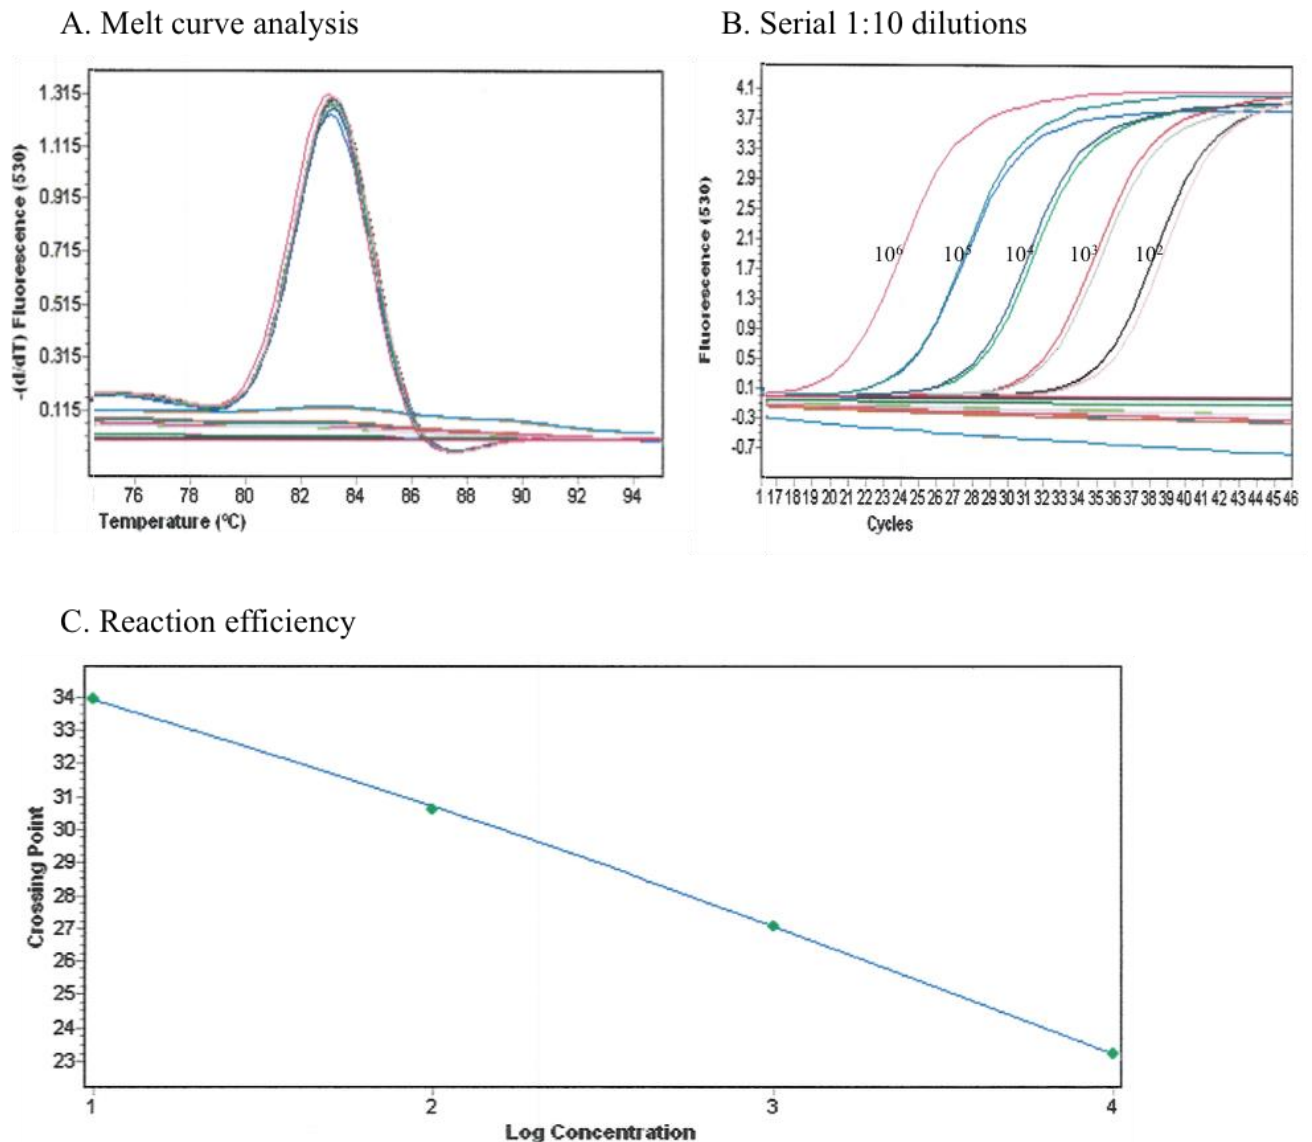 A. Melt curve analysis
B. Serial 1:10 dilutions
1.315
1.115
0.915
0.715
0.515
0.315
0.115
-(d/dT) Fluorescence (530)
76 78 80 82 84 86 88 90 92 94
Temperature (°C)
4.1
3.7
3.3
2.9
2.5
2.1
1.7
1.3
0.9
0.5
0.1
-0.3
-0.7
Fluorescence (530)
10⁶ 10⁵ 10⁴ 10³ 10²
1 17 18 19 20 21 22 23 24 25 26 27 28 29 30 31 32 33 34 35 36 37 38 39 40 41 42 43 44 45 46
Cycles
C. Reaction efficiency
34
33
32
31
30
29
28
27
26
25
24
23
Crossing Point
1 2 3 4
Log Concentration